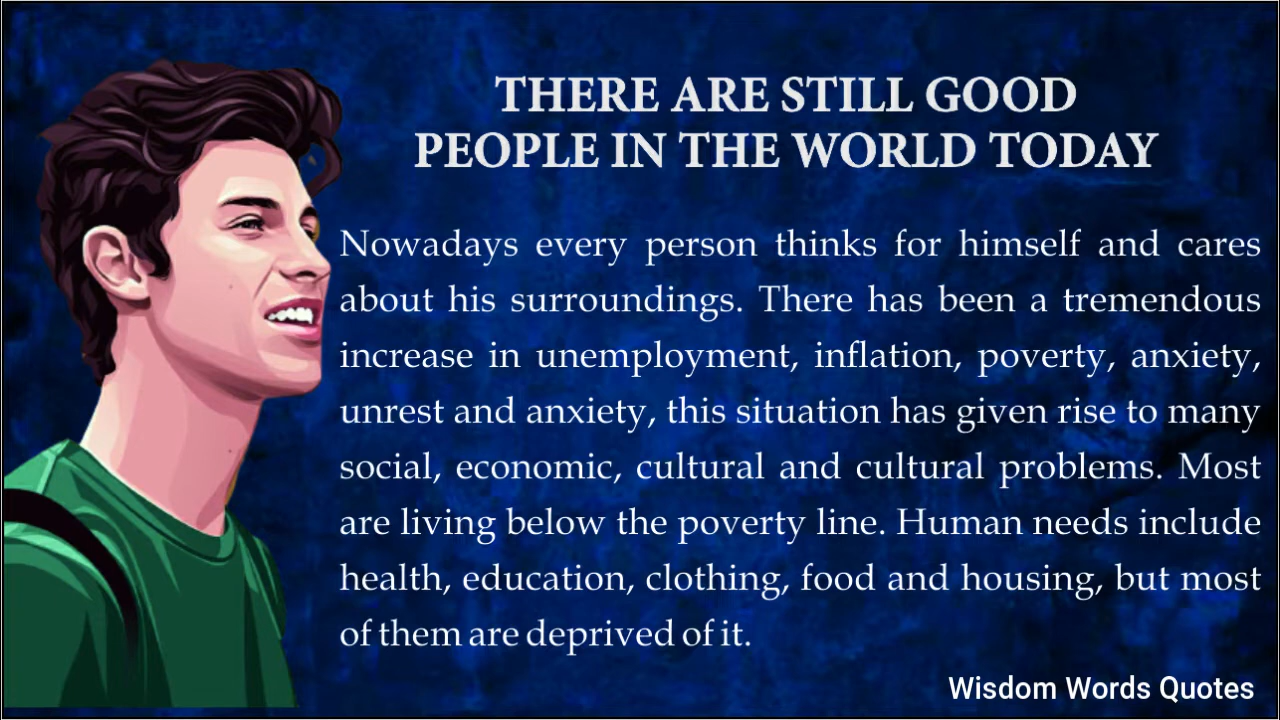 THERE ARE STILL GOOD
PEOPLE IN THE WORLD TODAY
Nowadays every person thinks for himself and cares
about his surroundings. There has been a tremendous
increase in unemployment, inflation, poverty, anxiety,
unrest and anxiety, this situation has given rise to many
social, economic, cultural and cultural problems. Most
are living below the poverty line. Human needs include
health, education, clothing, food and housing, but most
of them are deprived of it.
Wisdom Words Quotes